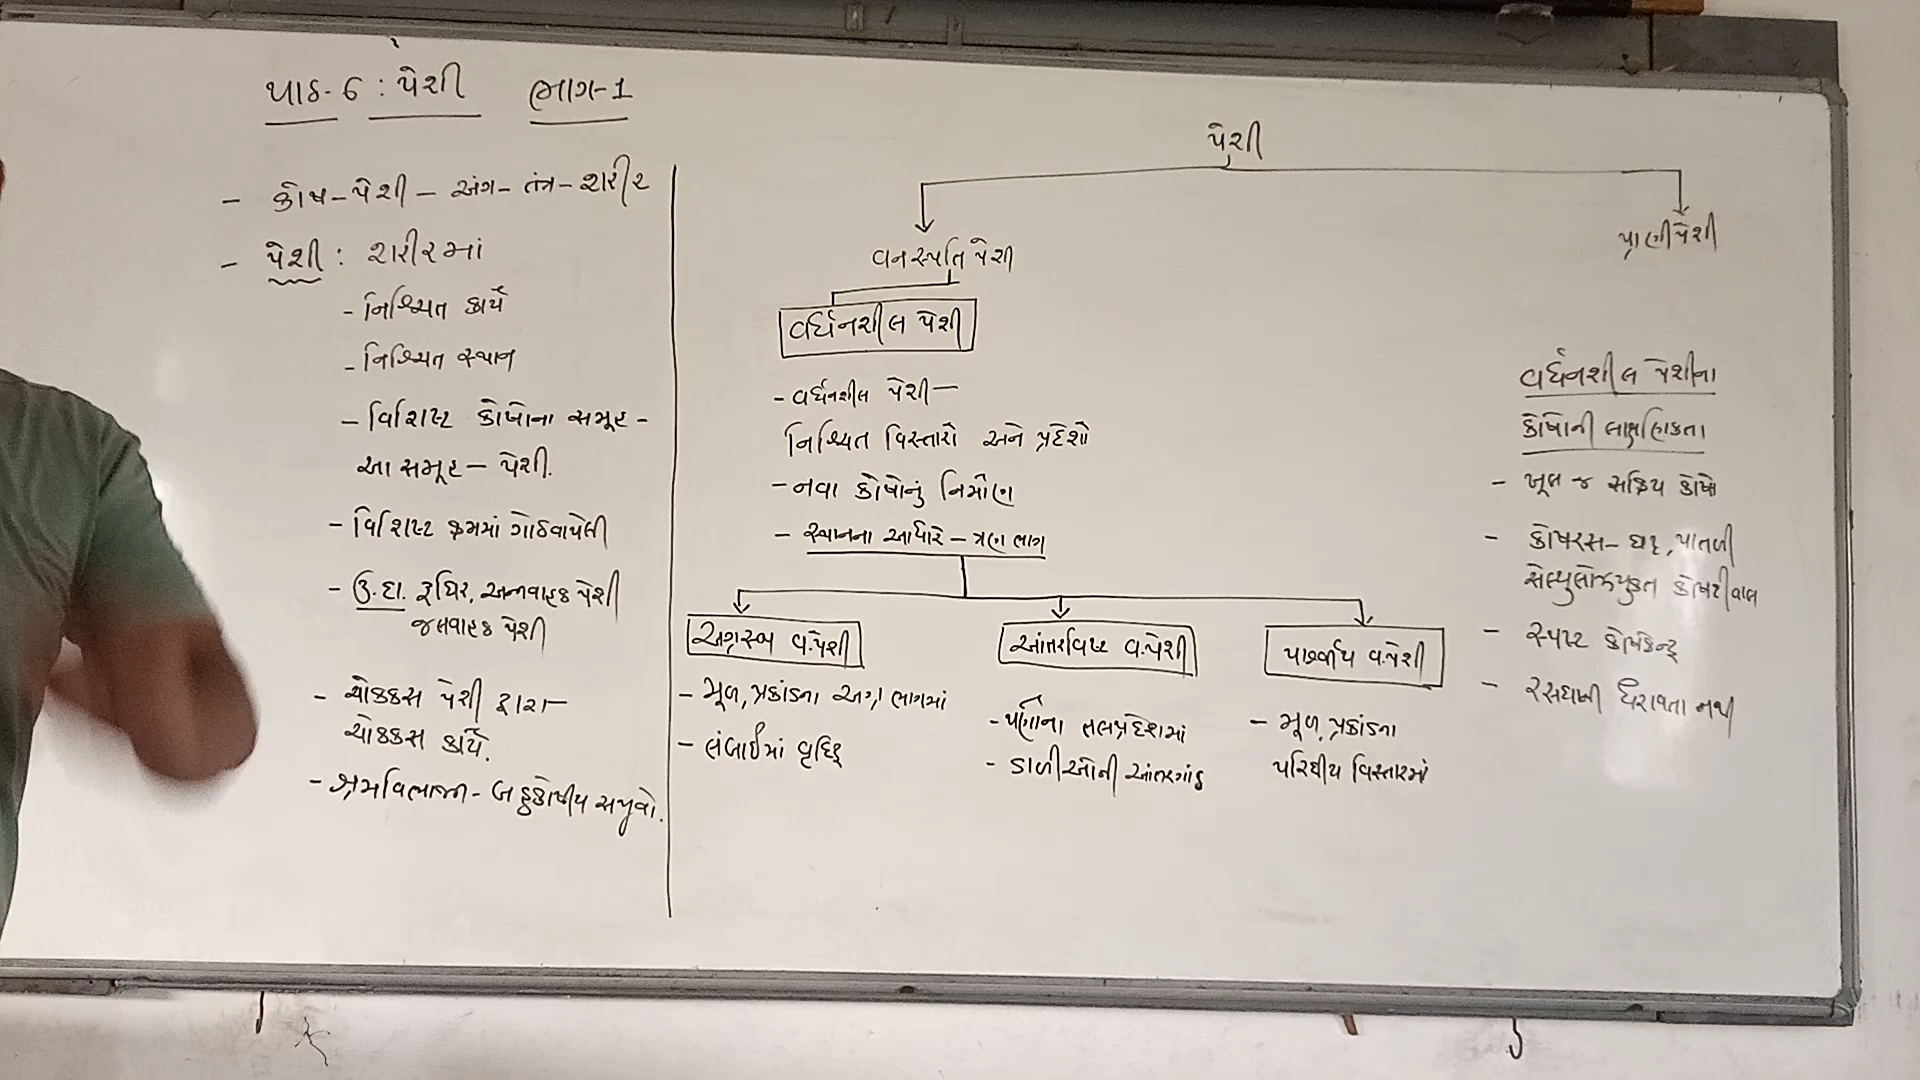 પાઠ-6 : પેશી ભાગ-1
- કોષ-પેશી - અંગ- તંત્ર- શરીર
- પેશી : શરીરમાં
- નિશ્ચિત કાર્ય
- નિશ્ચિત સ્થાન
- વિશિષ્ટ કોષોના સમૂહ -
આ સમૂહ - પેશી.
- વિશિષ્ટ ક્રમમાં ગોઠવાયેલી
- ઉ.દા. રૂધિર, અન્નવાહક પેશી
જલવાહક પેશી
- ચોક્કસ પેશી દ્વારા -
ચોક્કસ કાર્ય.
- શ્રમવિભાજન - બહુકોષીય સજીવો.
પેશી
વનસ્પતિ પેશી
પ્રાણીપેશી
વર્ધનશીલ પેશી
- વર્ધનશીલ પેશી -
નિશ્ચિત વિસ્તારો અને પ્રદેશો
- નવા કોષોનું નિર્માણ
- સ્થાનના આધારે - ત્રણ ભાગ
અગ્રસ્થ વ.પેશી
- મૂળ, પ્રકાંડના અગ્ર ભાગમાં
- લંબાઈમાં વૃદ્ધિ
આંતર્વિષ્ટ વ.પેશી
- પર્ણોના તલપ્રદેશમાં
- ડાળીઓની આંતરગાંઠ
પાર્શ્વીય વ.પેશી
- મૂળ, પ્રકાંડના
પરિઘીય વિસ્તારમાં
વર્ધનશીલ પેશીના
કોષોની લાક્ષણિકતા
- ખૂબ જ સક્રિય કોષો
- કોષરસ- ઘટ્ટ, પાતળી
સેલ્યુલોઝયુક્ત કોષદીવાલ
- સ્પષ્ટ કોષકેન્દ્ર
- રસધાની ધરાવતા નથી